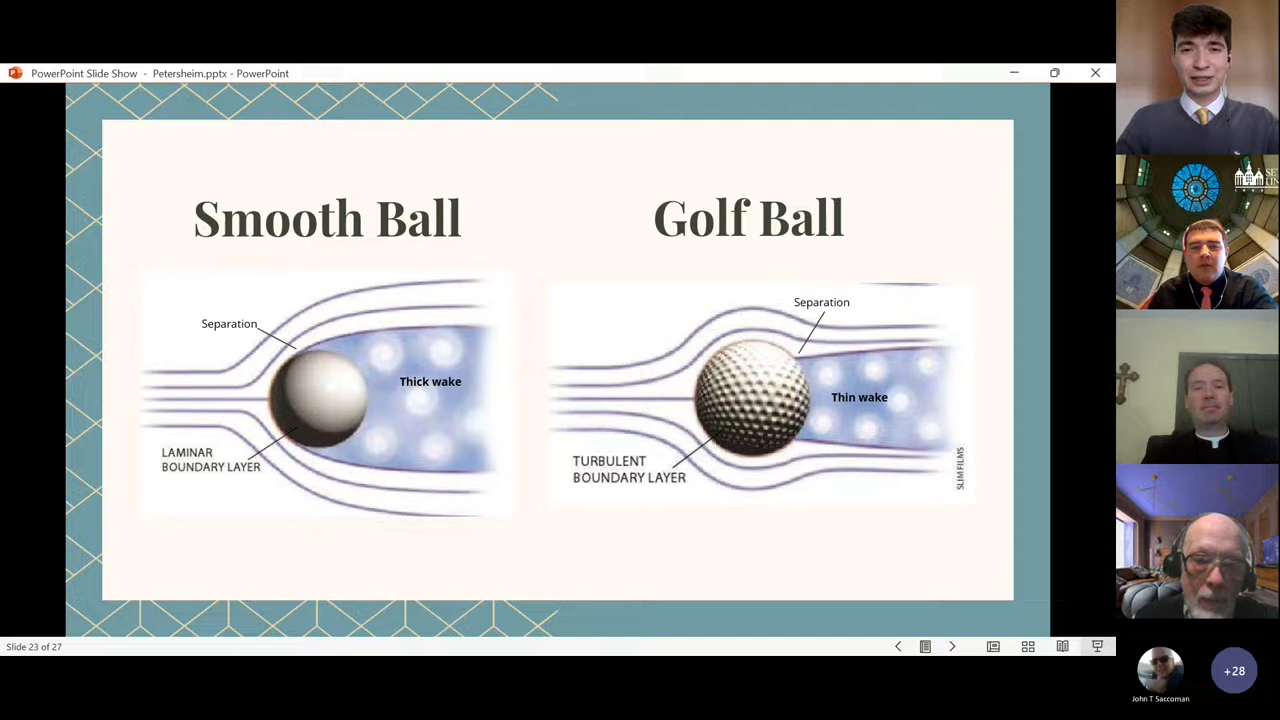 PowerPoint Slide Show - Petersheim.pptx - PowerPoint
Smooth Ball
Golf Ball
Separation
Thick wake
LAMINAR
BOUNDARY LAYER
Separation
Thin wake
TURBULENT
BOUNDARY LAYER
SLIM FILMS
Slide 23 of 27
SE
John T Saccoman
+28